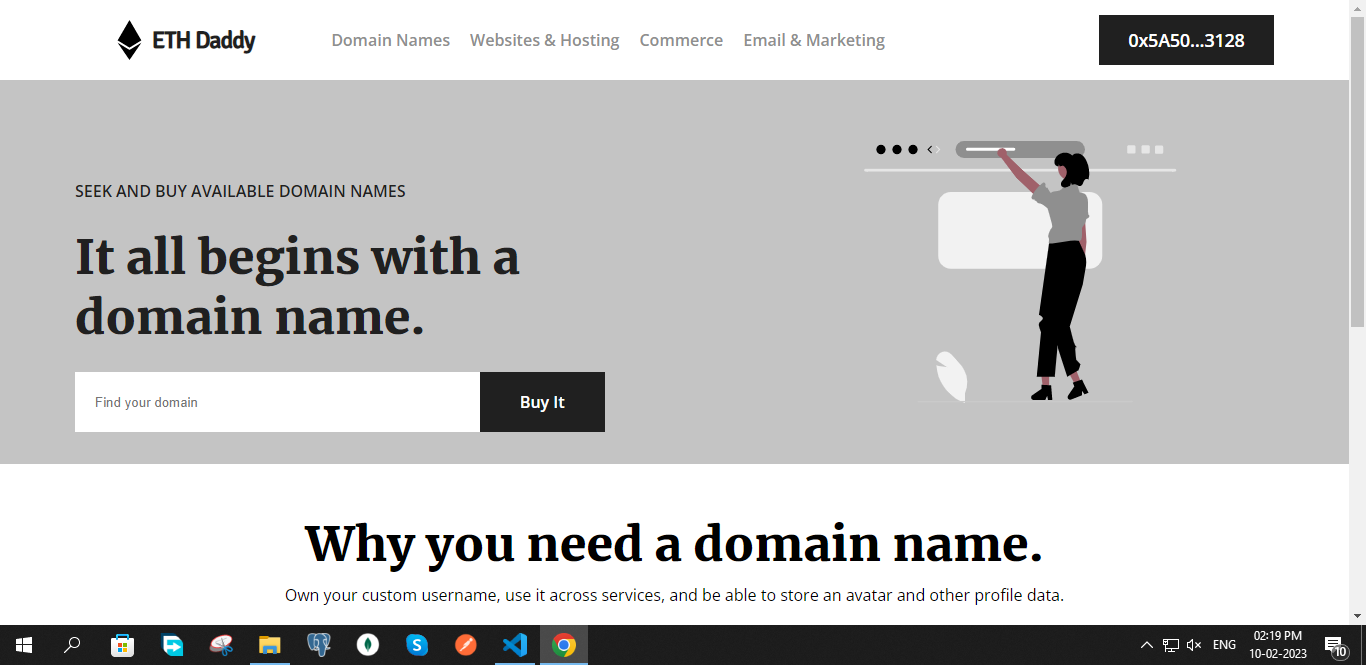 ETH Daddy
Domain Names Websites & Hosting Commerce Email & Marketing
0x5A50...3128
SEEK AND BUY AVAILABLE DOMAIN NAMES
It all begins with a
domain name.
Find your domain
Buy It
Why you need a domain name.
Own your custom username, use it across services, and be able to store an avatar and other profile data.
ENG
02:19 PM
10-02-2023
10